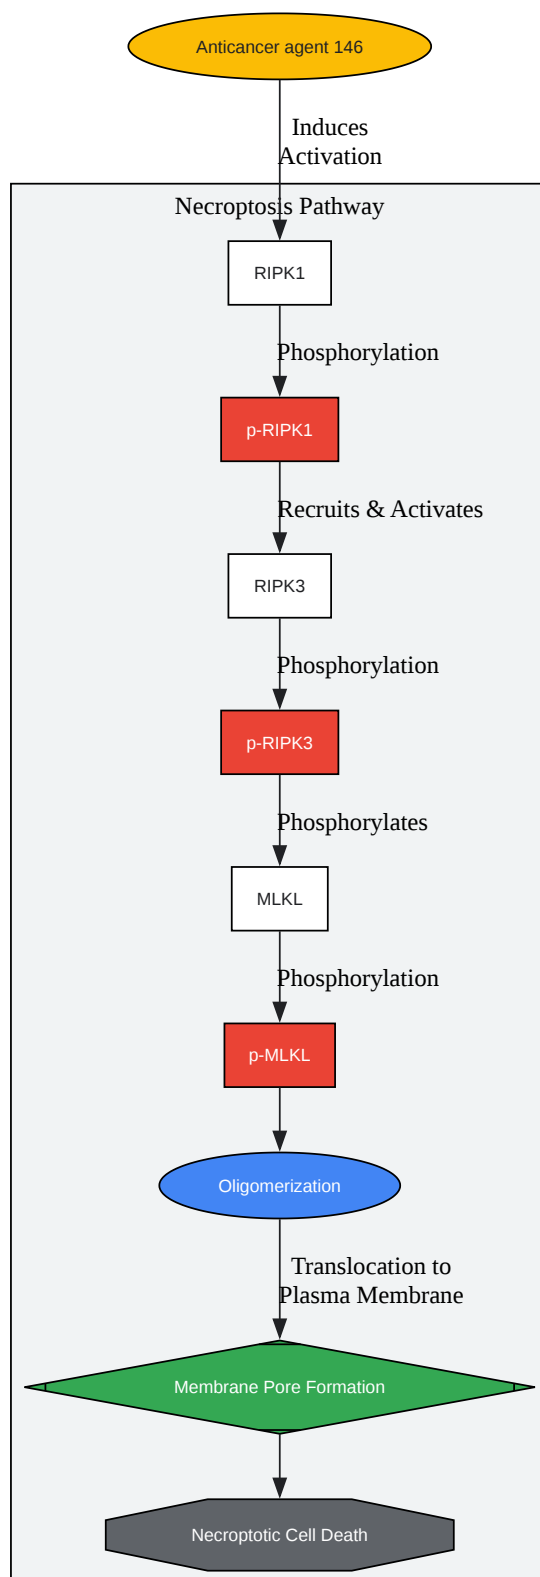 Anticancer agent 146
Induces
Activation
Necroptosis Pathway
RIPK1
Phosphorylation
p-RIPK1
Recruits & Activates
RIPK3
Phosphorylation
p-RIPK3
Phosphorylates
MLKL
Phosphorylation
p-MLKL
Oligomerization
Translocation to
Plasma Membrane
Membrane Pore Formation
Necroptotic Cell Death